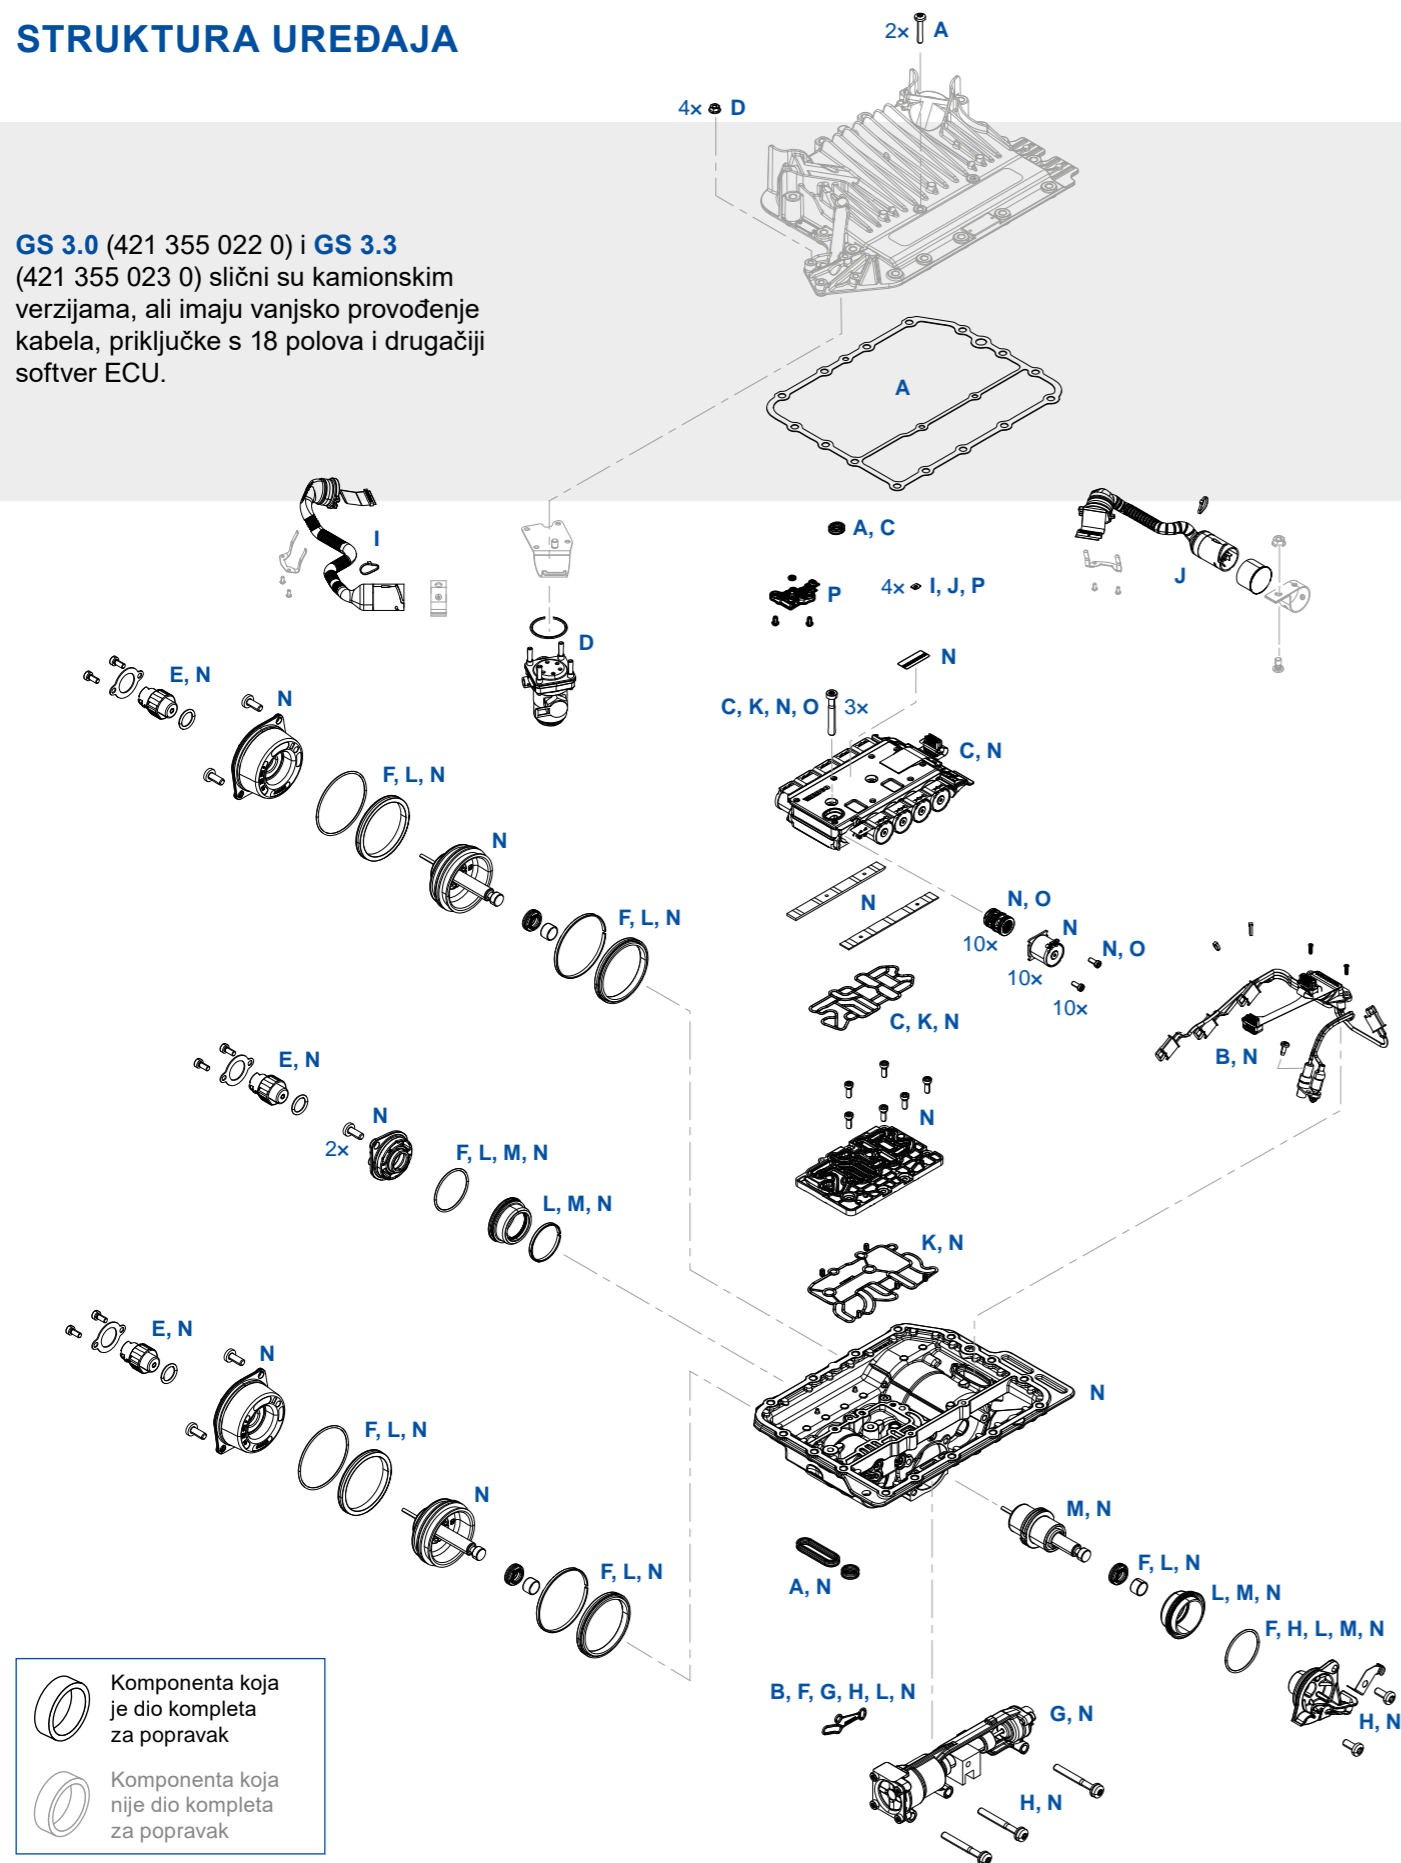 STRUKTURA UREĐAJA
2× A
4× D
GS 3.0 (421 355 022 0) i GS 3.3
(421 355 023 0) slični su kamionskim
verzijama, ali imaju vanjsko provođenje
kabela, priključke s 18 polova i drugačiji
softver ECU.
A
I
A, C
J
P
4× I, J, P
D
N
E, N
N
C, K, N, O 3×
C, N
F, L, N
N
N
N, O
10×
N
F, L, N
N, O
10×
10×
C, K, N
B, N
E, N
N
2×
N
F, L, M, N
L, M, N
K, N
E, N
N
N
F, L, N
N
M, N
F, L, N
F, L, N
A, N
L, M, N
F, H, L, M, N
B, F, G, H, L, N
G, N
H, N
H, N
Komponenta koja
je dio kompleta
za popravak
Komponenta koja
nije dio kompleta
za popravak